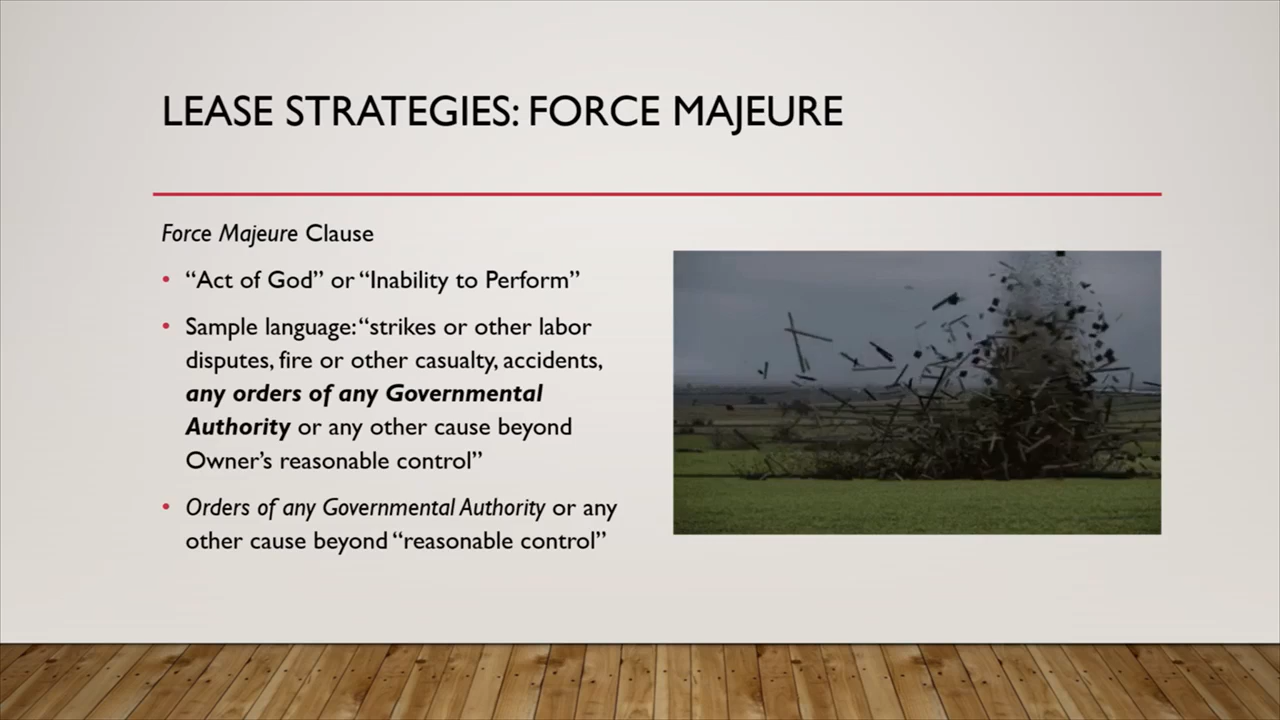 LEASE STRATEGIES: FORCE MAJEURE
Force Majeure Clause
• “Act of God” or “Inability to Perform”
• Sample language: “strikes or other labor
disputes, fire or other casualty, accidents,
any orders of any Governmental
Authority or any other cause beyond
Owner’s reasonable control”
• Orders of any Governmental Authority or any
other cause beyond “reasonable control”